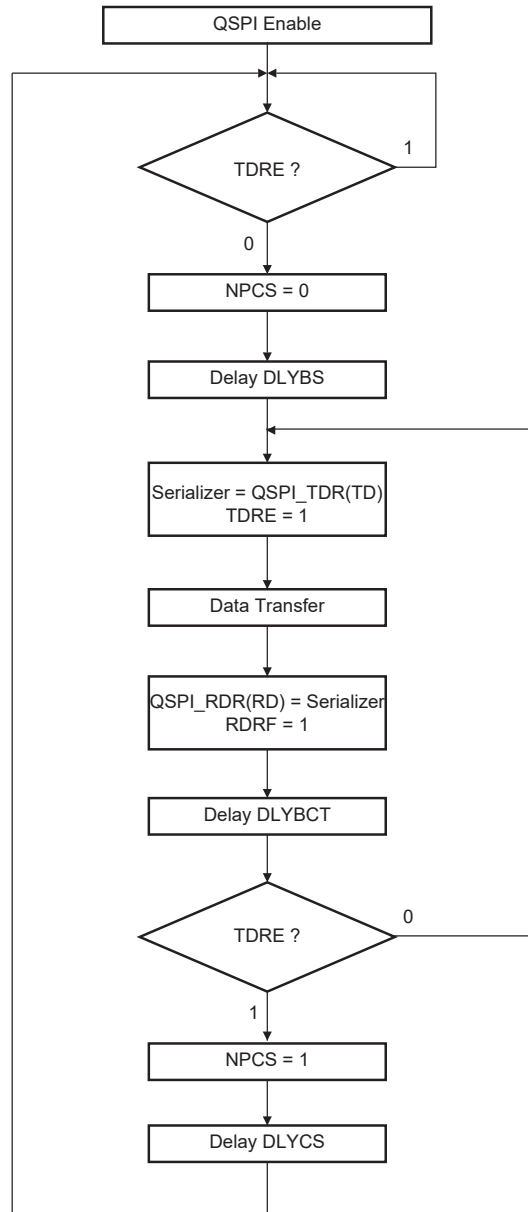 QSPI Enable
TDRE ?
1
0
NPCS = 0
Delay DLYBS
Serializer = QSPI_TDR(TD)
TDRE = 1
Data Transfer
QSPI_RDR(RD) = Serializer
RDRF = 1
Delay DLYBCT
TDRE ?
0
1
NPCS = 1
Delay DLYCS